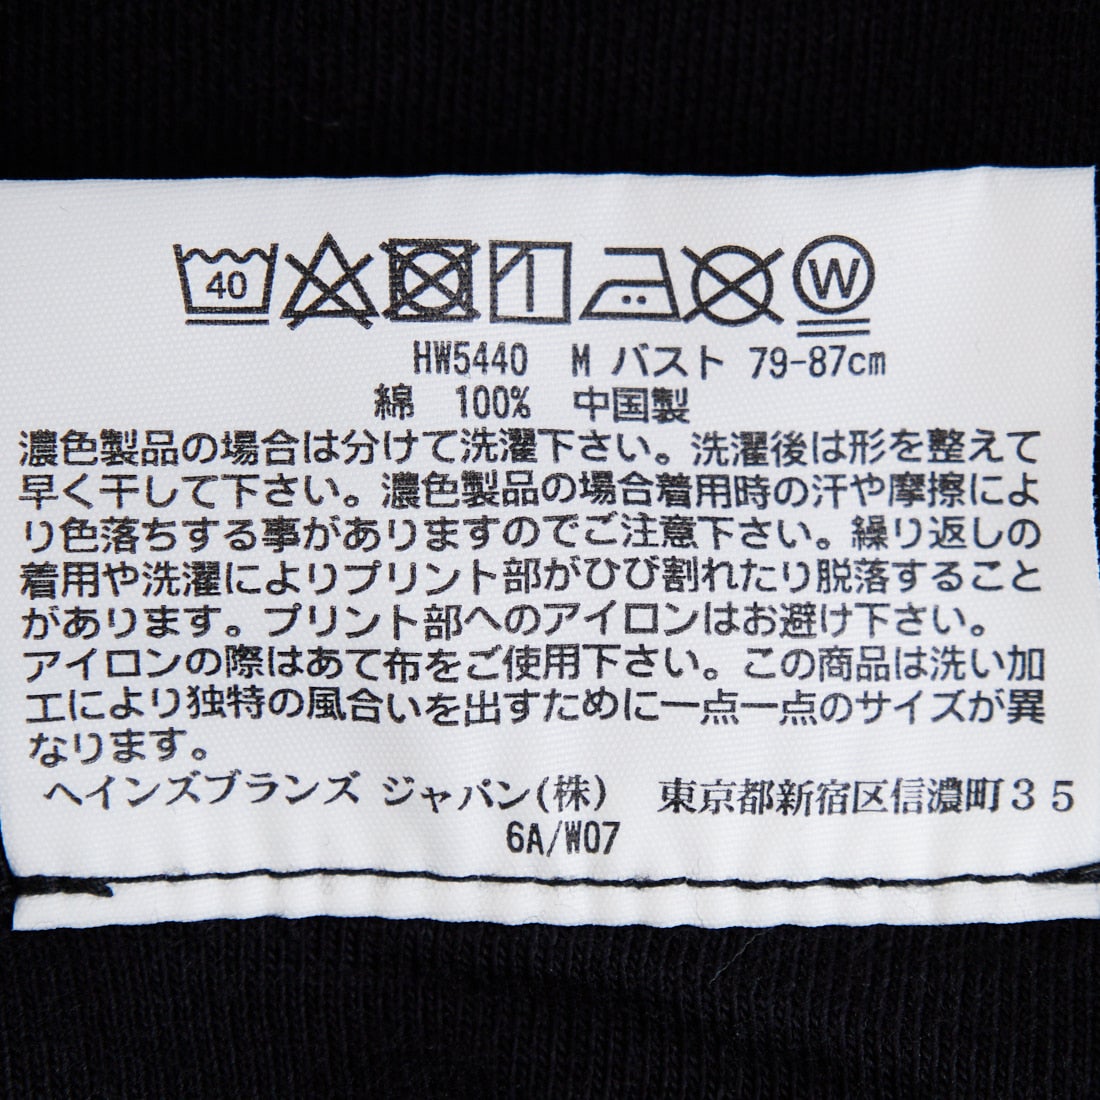 40 W
HW5440 M バスト 79-87cm
綿 100% 中国製
濃色製品の場合は分けて洗濯下さい。洗濯後は形を整えて
早く干して下さい。濃色製品の場合着用時の汗や摩擦によ
り色落ちする事がありますのでご注意下さい。繰り返しの
着用や洗濯によりプリント部がひび割れたり脱落すること
があります。プリント部へのアイロンはお避け下さい。
アイロンの際はあて布をご使用下さい。この商品は洗い加
工により独特の風合いを出すために一点一点のサイズが異
なります。
ヘインズブランズ ジャパン(株) 東京都新宿区信濃町35
6A/W07